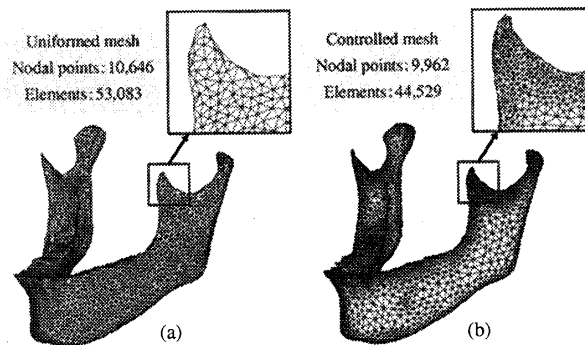 Uniformed mesh
Nodal points: 10,646
Elements: 53,083
Controlled mesh
Nodal points: 9,962
Elements: 44,529
(a)
(b)